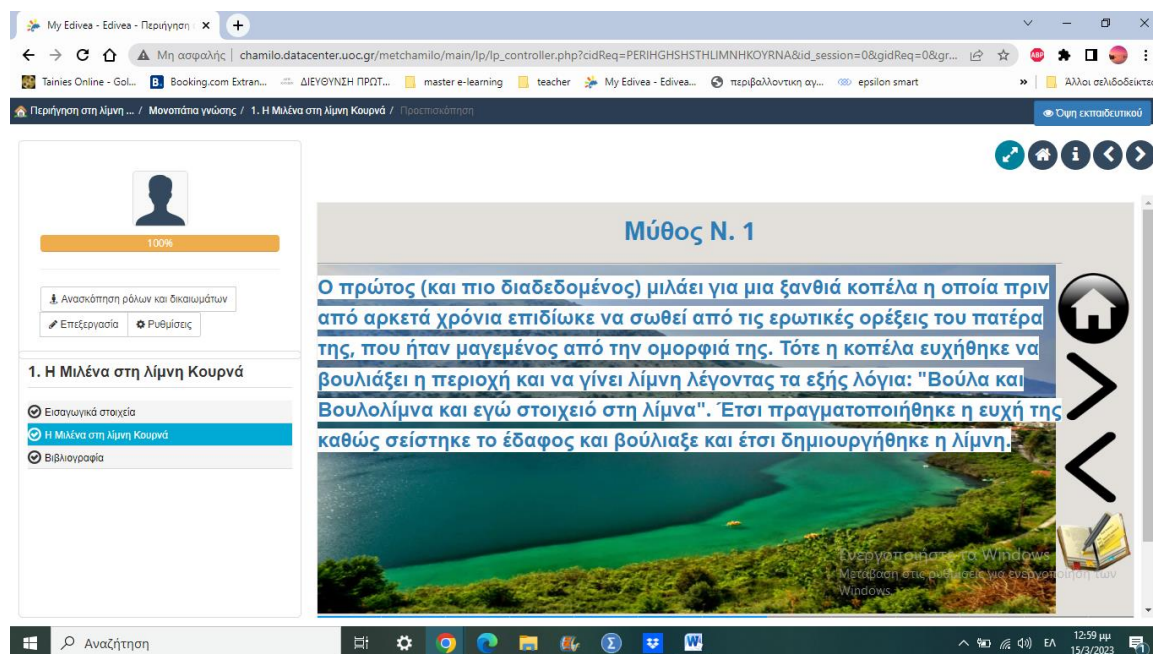 My Edivea - Edivea - Περιήγηση
Μη ασφαλής | chamilo.datacenter.uoc.gr/metchamilo/main/lp/lp_controller.php?cidReq=PERIHGHSHSTHLIMNHKOYRNA&id_session=0&gidReq=0&gr...
Tainies Online - Gol... Booking.com Extran... ΔΙΕΥΘΥΝΣΗ ΠΡΩΤ... master e-learning teacher My Edivea - Edivea... περιβαλλοντικη αγ... epsilon smart » Άλλοι σελιδοδείκτες
Περιήγηση στη λίμνη ... / Μονοπάτια γνώσης / 1. Η Μιλένα στη λίμνη Κουρνά / Προεπισκόπηση
Όψη εκπαιδευτικού
100%
Ανασκόπηση ρόλων και δικαιωμάτων
Επεξεργασία Ρυθμίσεις
1. Η Μιλένα στη λίμνη Κουρνά
Εισαγωγικά στοιχεία
Η Μιλένα στη λίμνη Κουρνά
Βιβλιογραφία
Μύθος Ν. 1
Ο πρώτος (και πιο διαδεδομένος) μιλάει για μια ξανθιά κοπέλα η οποία πριν
από αρκετά χρόνια επιδίωκε να σωθεί από τις ερωτικές ορέξεις του πατέρα
της, που ήταν μαγεμένος από την ομορφιά της. Τότε η κοπέλα ευχήθηκε να
βουλιάξει η περιοχή και να γίνει λίμνη λέγοντας τα εξής λόγια: "Βούλα και
Βουλολίμνα και εγώ στοιχειό στη λίμνα". Έτσι πραγματοποιήθηκε η ευχή της
καθώς σείστηκε το έδαφος και βούλιαξε και έτσι δημιουργήθηκε η λίμνη.
Ενεργοποιήστε τα Windows
Μετάβαση στις ρυθμίσεις για ενεργοποίηση των
Windows.
Αναζήτηση
ΕΛ
12:59 μμ
15/3/2023